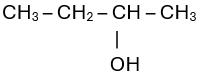 CH₃ – CH₂ – CH – CH₃
|
OH